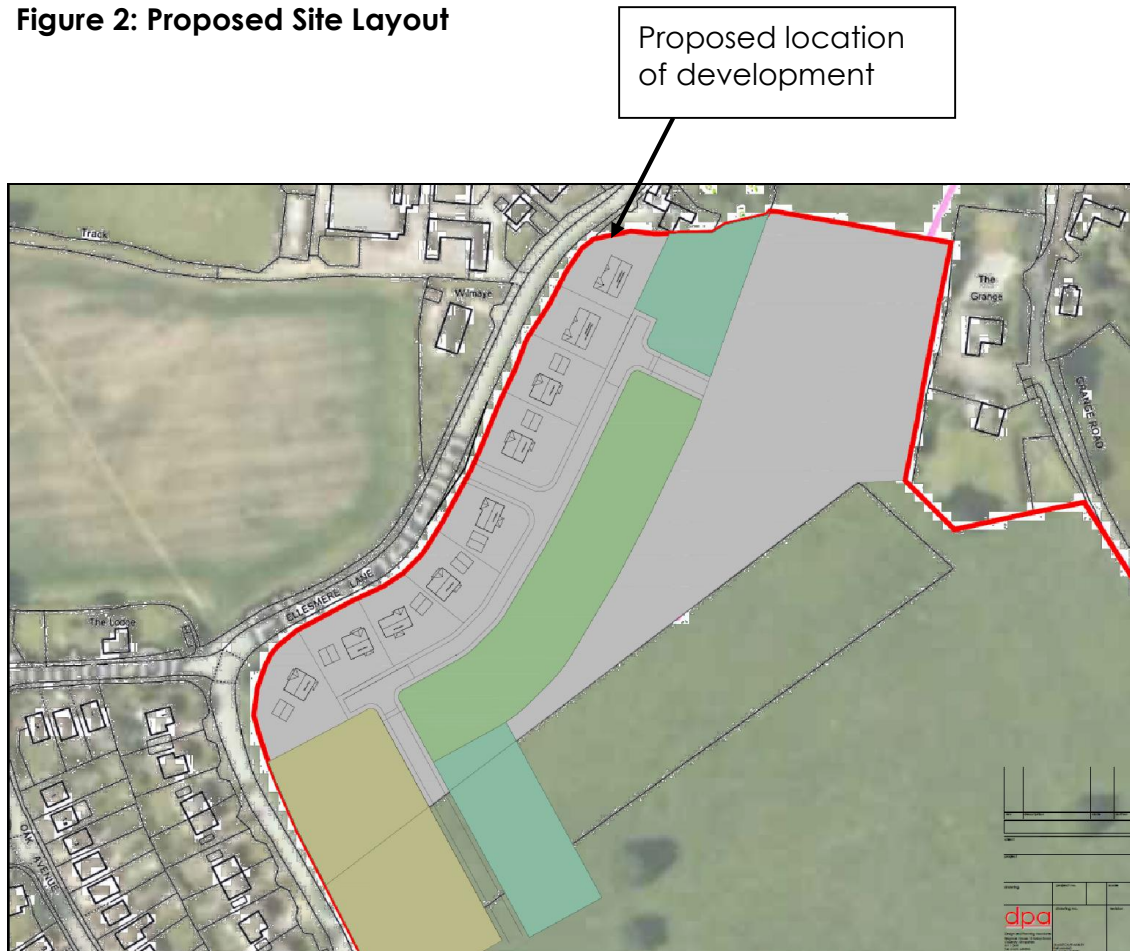 Figure 2: Proposed Site Layout
Proposed location
of development
Track
Wilmaye
The
Grange
GRANGE ROAD
ELLESMERE LANE
The Lodge
OAK AVENUE
dpa